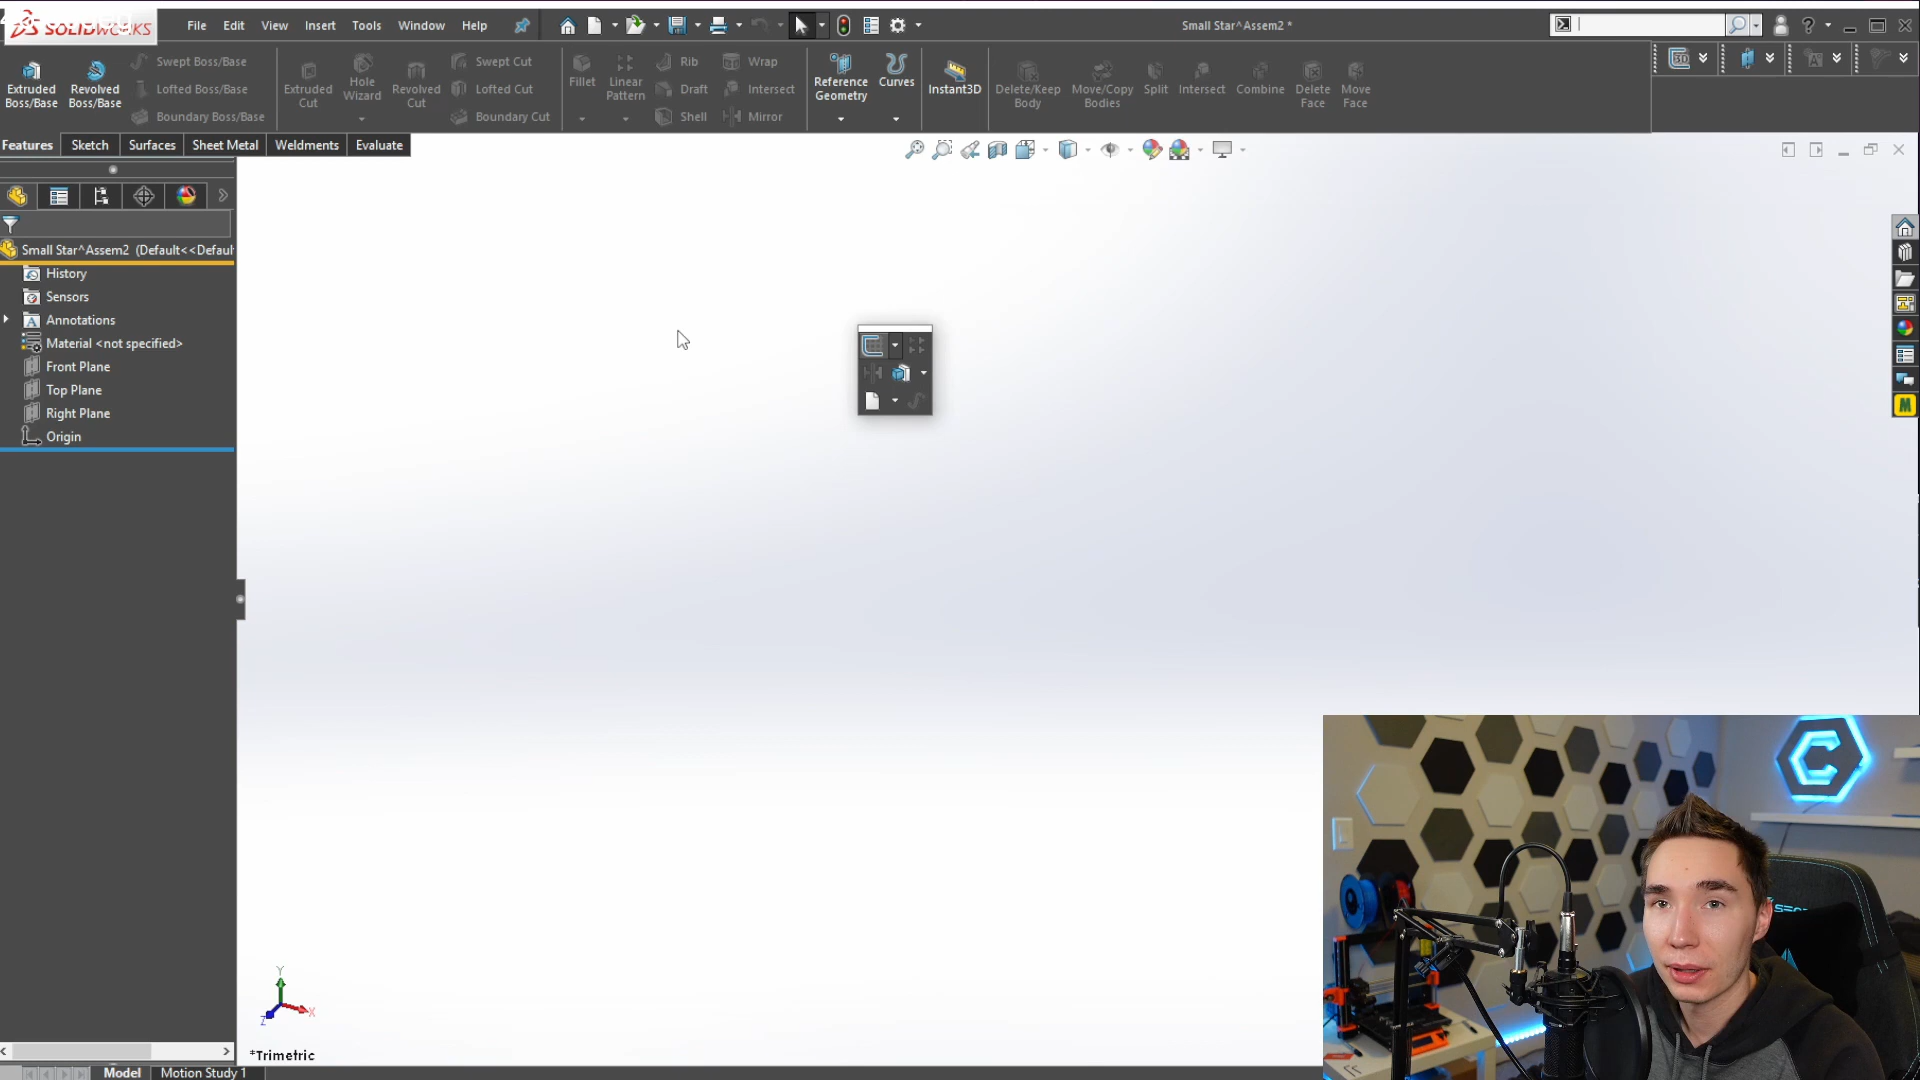 SOLIDWORKS
File Edit View Insert Tools Window Help
Small Star^Assem2 *
Extruded Boss/Base
Revolved Boss/Base
Swept Boss/Base
Lofted Boss/Base
Boundary Boss/Base
Extruded Cut
Hole Wizard
Revolved Cut
Swept Cut
Lofted Cut
Boundary Cut
Fillet
Linear Pattern
Rib
Draft
Shell
Wrap
Intersect
Mirror
Reference Geometry
Curves
Instant3D
Delete/Keep Body
Move/Copy Bodies
Split
Intersect
Combine
Delete Face
Move Face
3D
Features Sketch Surfaces Sheet Metal Weldments Evaluate
Small Star^Assem2 (Default<<Defaul
History
Sensors
Annotations
Material <not specified>
Front Plane
Top Plane
Right Plane
Origin
M
C
Y
X
Z
*Trimetric
Model Motion Study 1